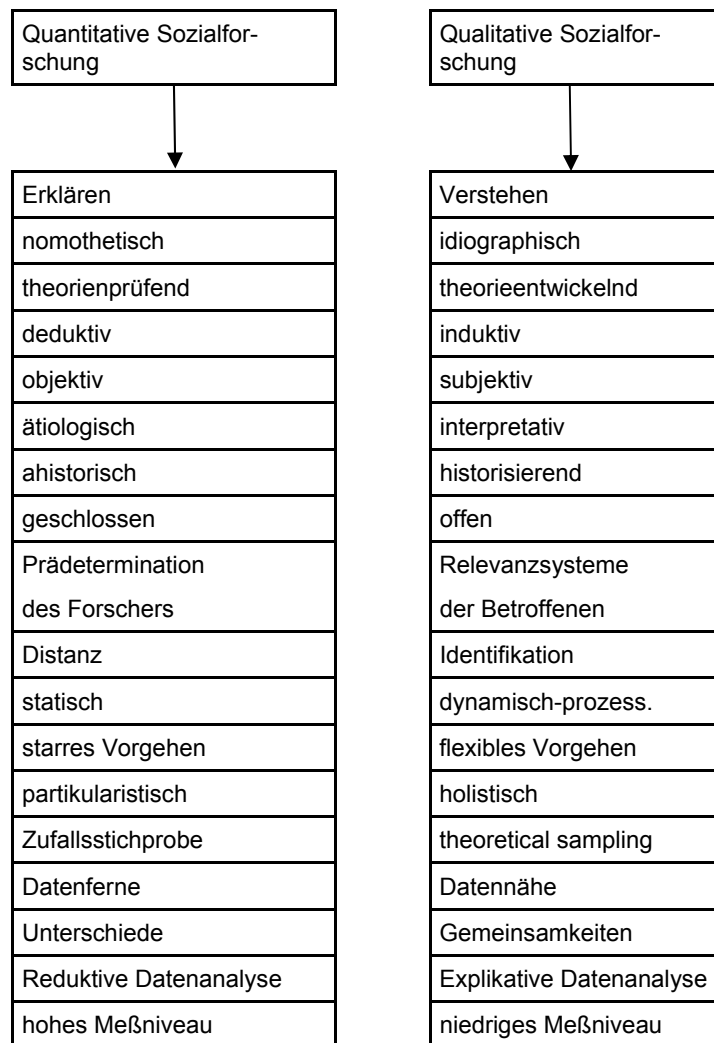 Quantitative Sozialfor-
schung
Erklären
nomothetisch
theorienprüfend
deduktiv
objektiv
ätiologisch
ahistorisch
geschlossen
Prädetermination
des Forschers
Distanz
statisch
starres Vorgehen
partikularistisch
Zufallsstichprobe
Datenferne
Unterschiede
Reduktive Datenanalyse
hohes Meßniveau
Qualitative Sozialfor-
schung
Verstehen
idiographisch
theorieentwickelnd
induktiv
subjektiv
interpretativ
historisierend
offen
Relevanzsysteme
der Betroffenen
Identifikation
dynamisch-prozess.
flexibles Vorgehen
holistisch
theoretical sampling
Datennähe
Gemeinsamkeiten
Explikative Datenanalyse
niedriges Meßniveau